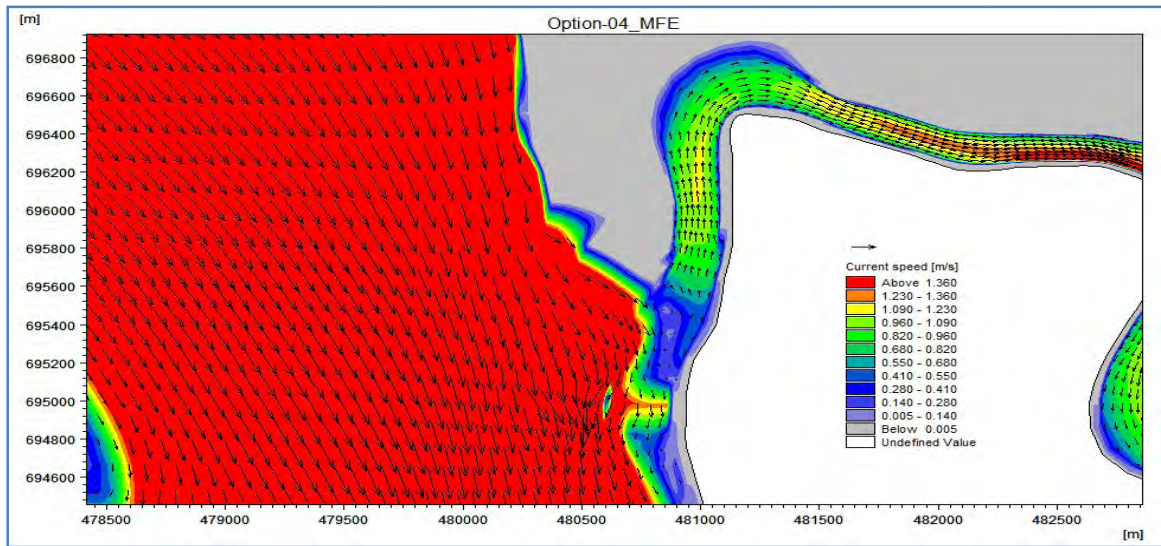 [m]
Option-04_MFE
696800
696600
696400
696200
696000
695800
695600
695400
695200
695000
694800
694600
Current speed [m/s]
Above 1.360
1.230 - 1.360
1.090 - 1.230
0.960 - 1.090
0.820 - 0.960
0.680 - 0.820
0.550 - 0.680
0.410 - 0.550
0.280 - 0.410
0.140 - 0.280
0.005 - 0.140
Below 0.005
Undefined Value
478500 479000 479500 480000 480500 481000 481500 482000 482500
[m]